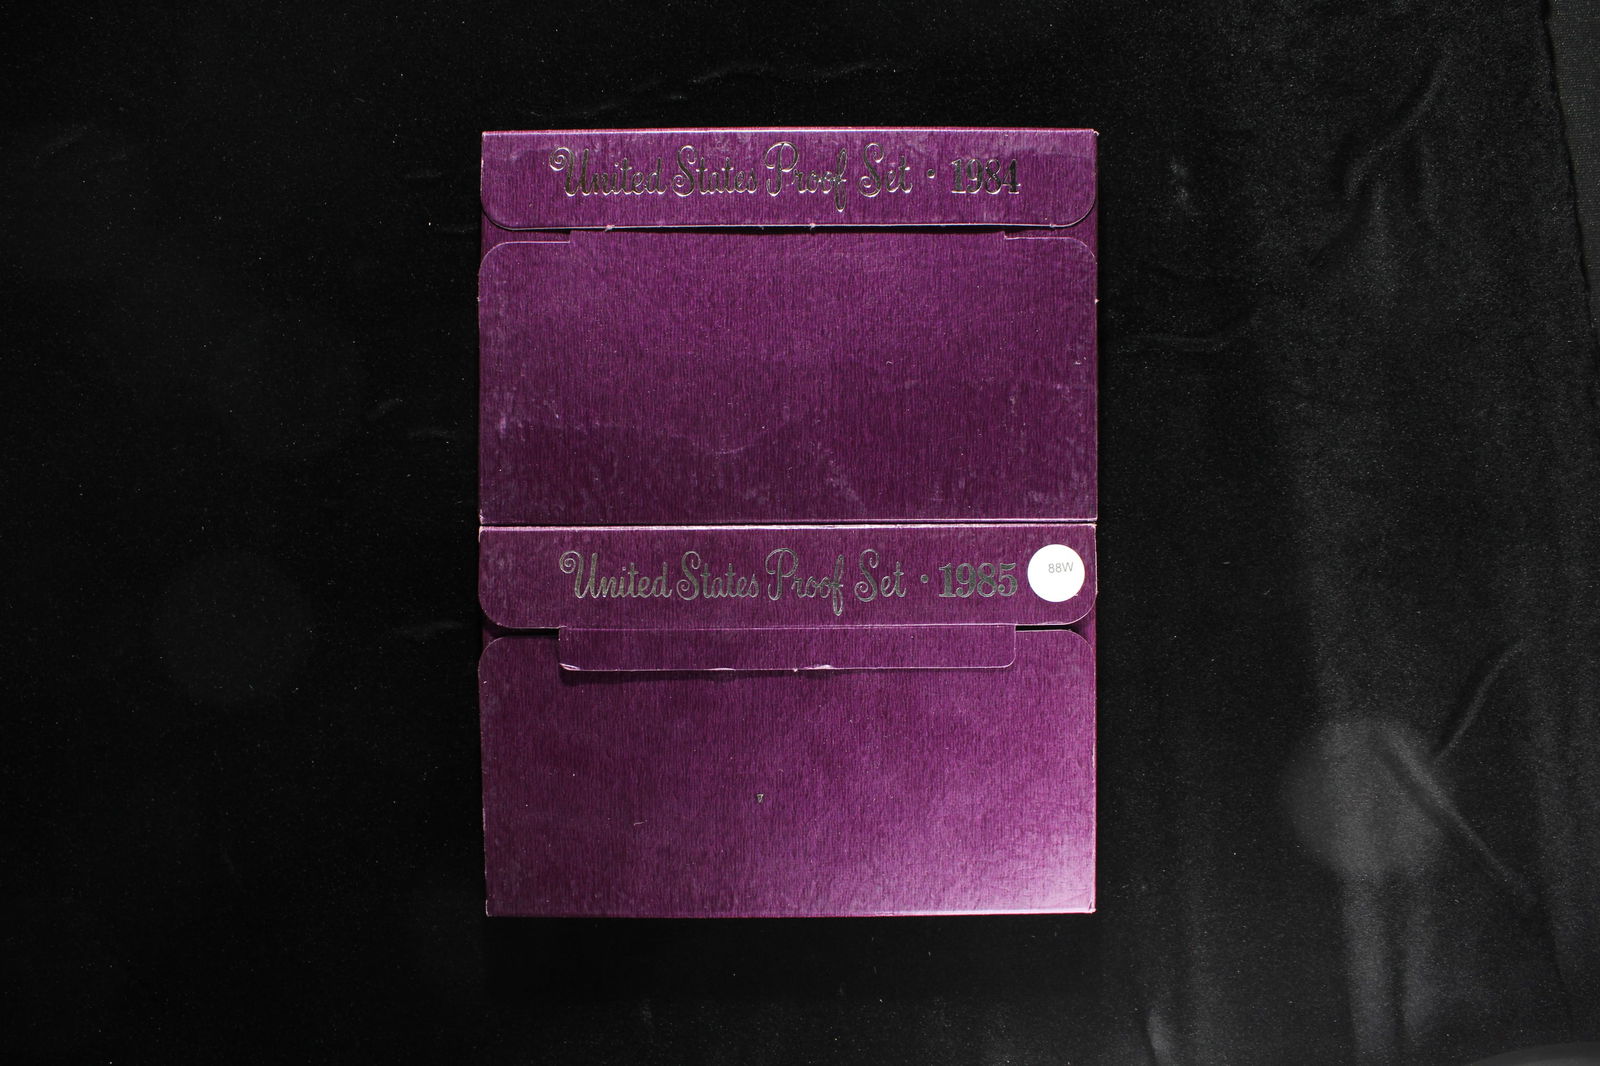 United States Proof Set · 1984
United States Proof Set · 1985
88W